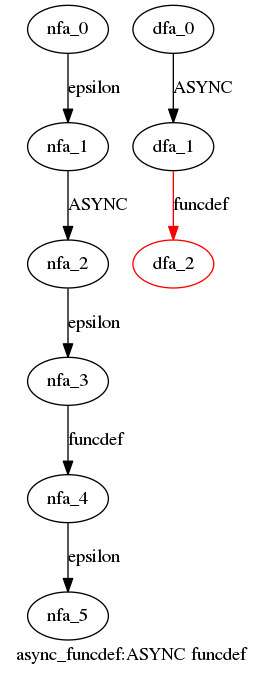 nfa_0 dfa_0
epsilon ASYNC
nfa_1 dfa_1
ASYNC funcdef
nfa_2 dfa_2
epsilon
nfa_3
funcdef
nfa_4
epsilon
nfa_5
async_funcdef:ASYNC funcdef